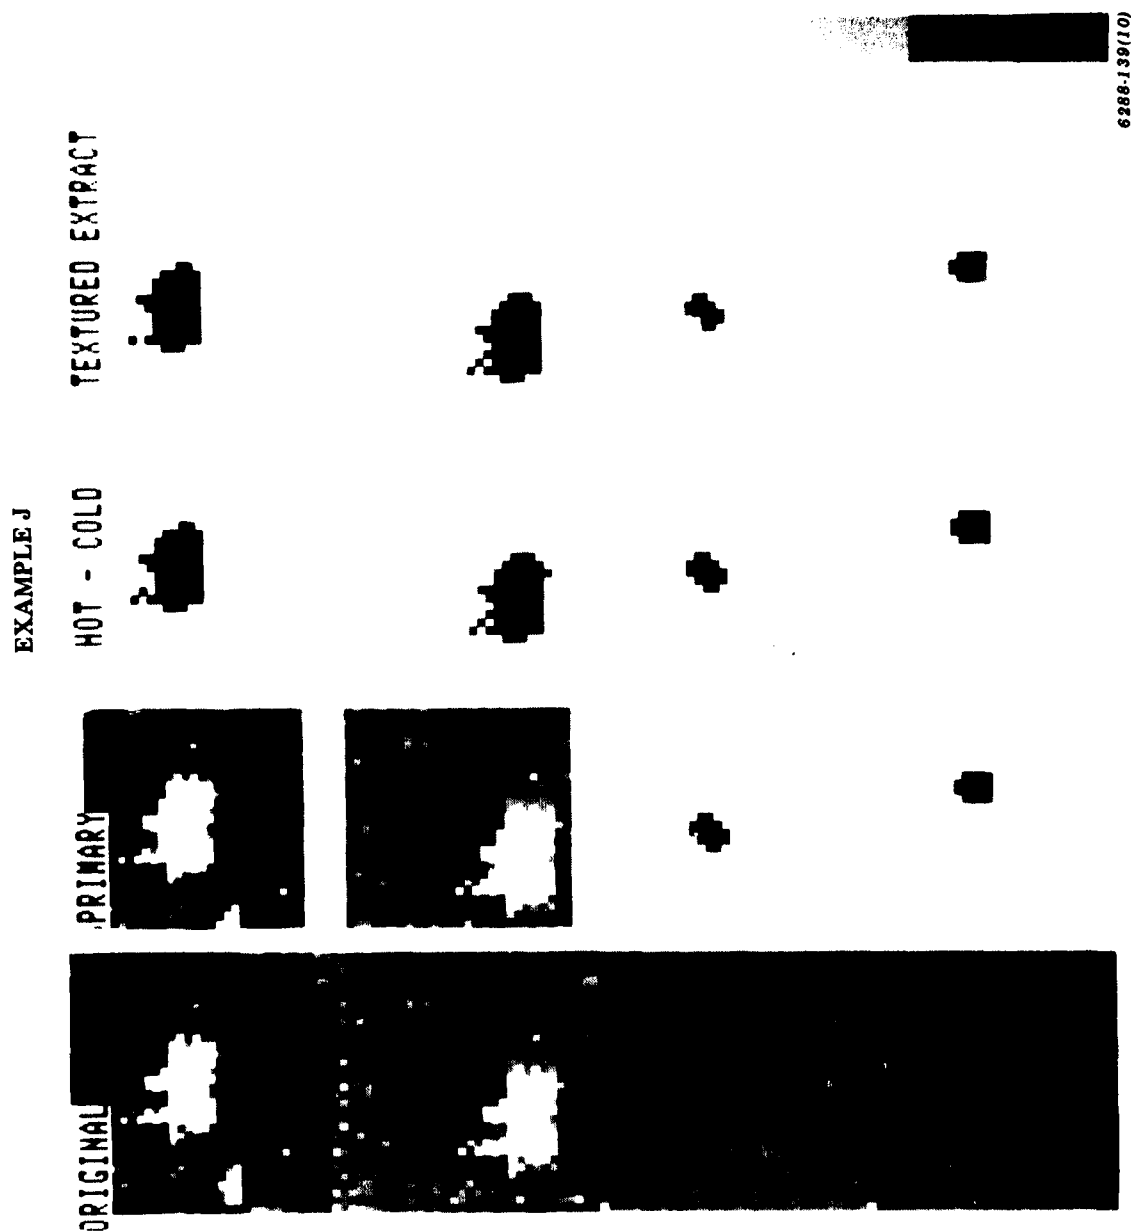 EXAMPLE J
ORIGINAL
PRIMARY
HOT - COLD
TEXTURED EXTRACT
6288-139(10)